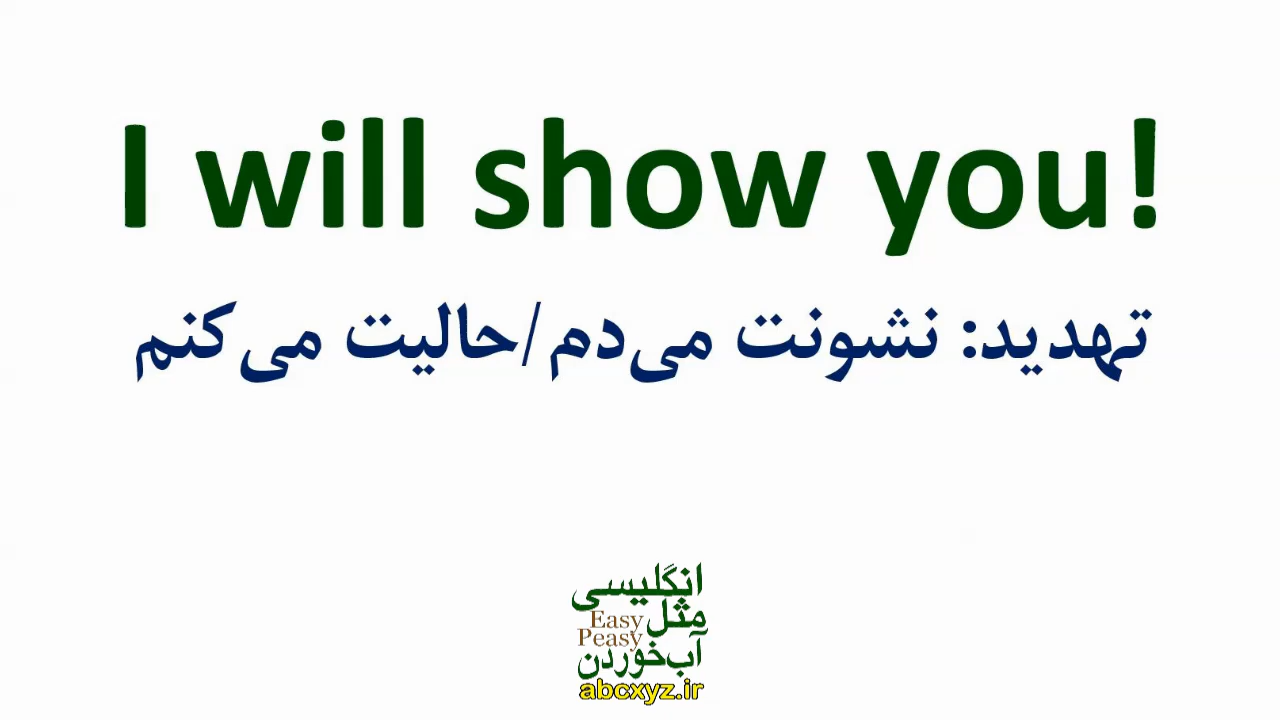 I will show you!
تهدید: نشونت می‌دم/حالیت می‌کنم
انگلیسی
مثل Easy
Peasy
آب‌خوردن
abcxyz.ir